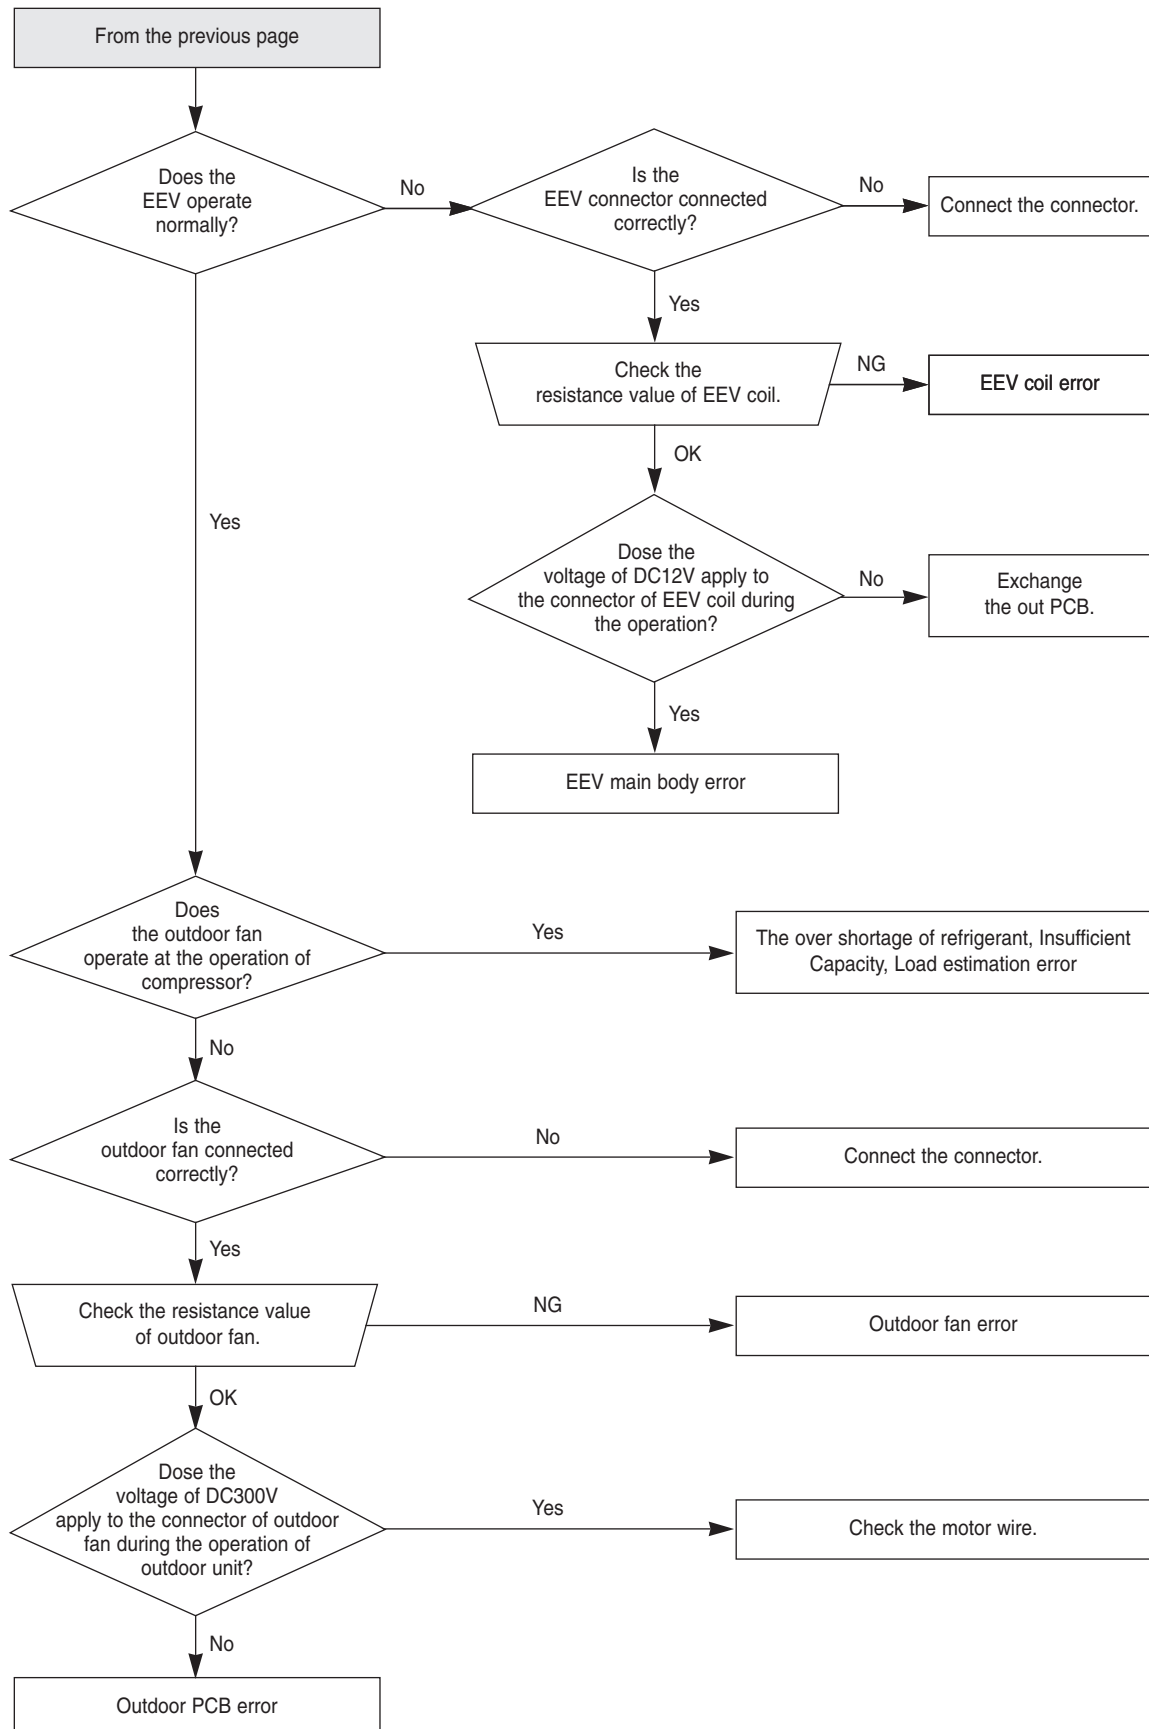 From the previous page
Does the
EEV operate
normally?
No
Is the
EEV connector connected
correctly?
No
Connect the connector.
Yes
Check the
resistance value of EEV coil.
NG
EEV coil error
OK
Yes
Dose the
voltage of DC12V apply to
the connector of EEV coil during
the operation?
No
Exchange
the out PCB.
Yes
EEV main body error
Does
the outdoor fan
operate at the operation of
compressor?
Yes
The over shortage of refrigerant, Insufficient
Capacity, Load estimation error
No
Is the
outdoor fan connected
correctly?
No
Connect the connector.
Yes
Check the resistance value
of outdoor fan.
NG
Outdoor fan error
OK
Dose the
voltage of DC300V
apply to the connector of outdoor
fan during the operation of
outdoor unit?
Yes
Check the motor wire.
No
Outdoor PCB error